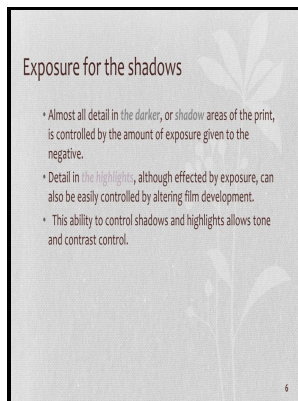 Exposure for the shadows
• Almost all detail in the darker, or shadow areas of the print,
is controlled by the amount of exposure given to the
negative.
• Detail in the highlights, although effected by exposure, can
also be easily controlled by altering film development.
• This ability to control shadows and highlights allows tone
and contrast control.
6